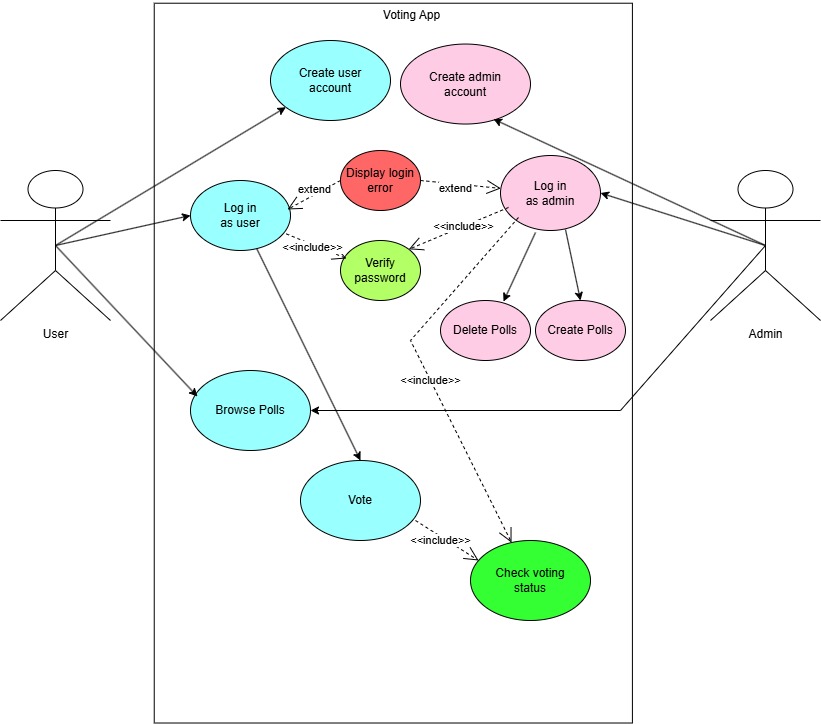 Voting App
Create user
account
Create admin
account
Display login
error
extend
extend
Log in
as user
Log in
as admin
<<include>>
<<include>>
Verify
password
User
Admin
Delete Polls
Create Polls
<<include>>
Browse Polls
Vote
<<include>>
Check voting
status